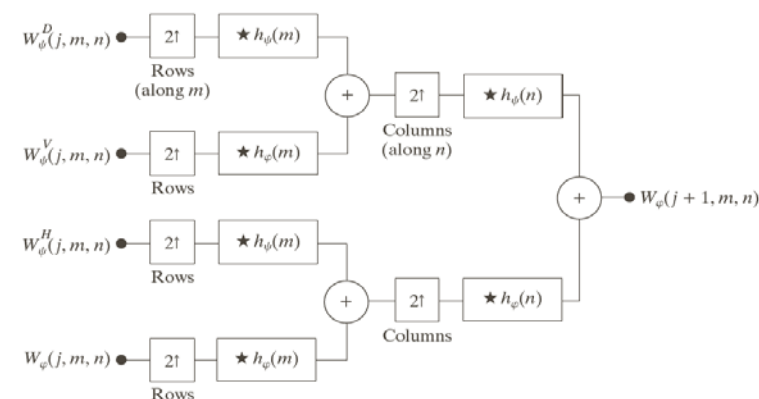 W_ψ^D(j, m, n) 2↑ ★ h_ψ(m)
Rows
(along m)
+ 2↑ ★ h_ψ(n)
Columns
(along n)
W_ψ^V(j, m, n) 2↑ ★ h_φ(m)
Rows
+ W_φ(j + 1, m, n)
W_ψ^H(j, m, n) 2↑ ★ h_ψ(m)
Rows
+ 2↑ ★ h_φ(n)
Columns
W_φ(j, m, n) 2↑ ★ h_φ(m)
Rows